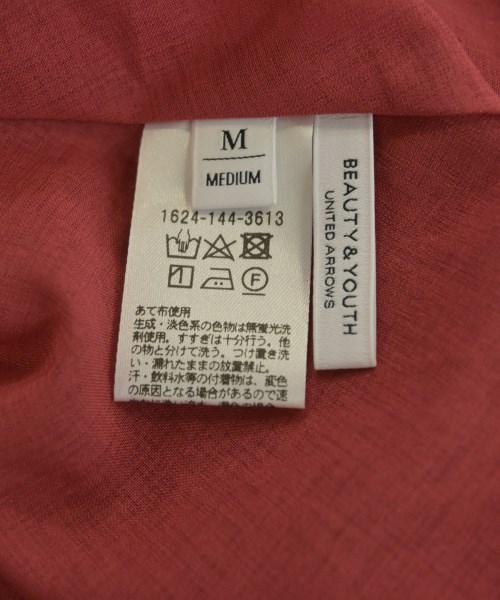 M
MEDIUM
1624-144-3613
F
あて布使用
生成・淡色系の色物は無蛍光洗
剤使用。すすぎは十分行う。他
の物と分けて洗う。つけ置き洗
い・濡れたままの放置禁止。
汗・飲料水等の付着物は、変色
の原因となる場合があるので速
BEAUTY & YOUTH
UNITED ARROWS